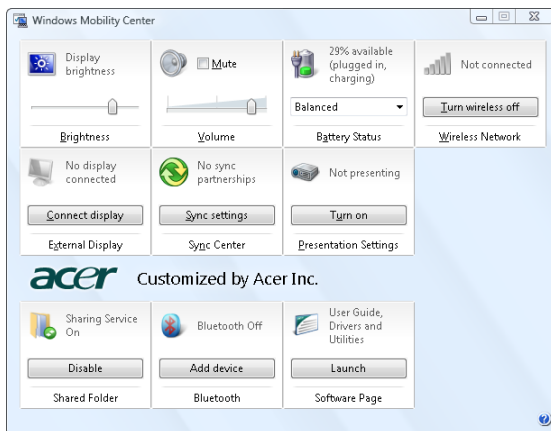 Windows Mobility Center
Display
brightness
Brightness
Mute
Volume
29% available
(plugged in,
charging)
Balanced
Battery Status
Not connected
Turn wireless off
Wireless Network
No display
connected
Connect display
External Display
No sync
partnerships
Sync settings
Sync Center
Not presenting
Turn on
Presentation Settings
acer Customized by Acer Inc.
Sharing Service
On
Disable
Shared Folder
Bluetooth Off
Add device
Bluetooth
User Guide,
Drivers and
Utilities
Launch
Software Page